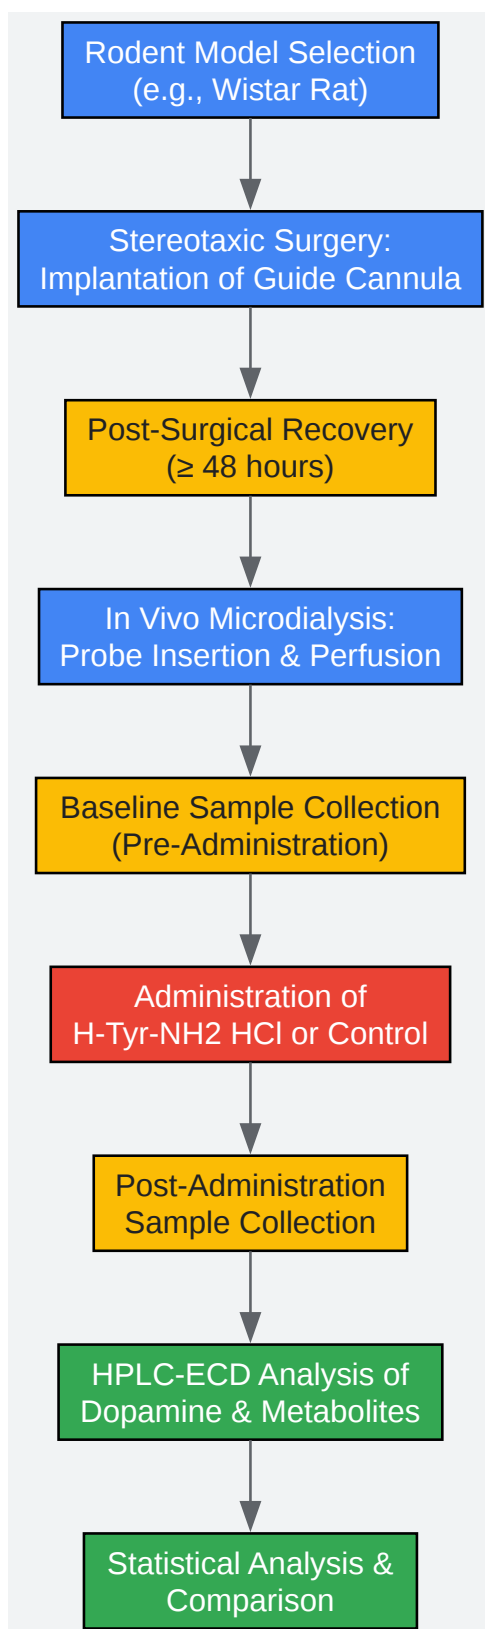 Rodent Model Selection
(e.g., Wistar Rat)
Stereotaxic Surgery:
Implantation of Guide Cannula
Post-Surgical Recovery
(≥ 48 hours)
In Vivo Microdialysis:
Probe Insertion & Perfusion
Baseline Sample Collection
(Pre-Administration)
Administration of
H-Tyr-NH2 HCl or Control
Post-Administration
Sample Collection
HPLC-ECD Analysis of
Dopamine & Metabolites
Statistical Analysis &
Comparison